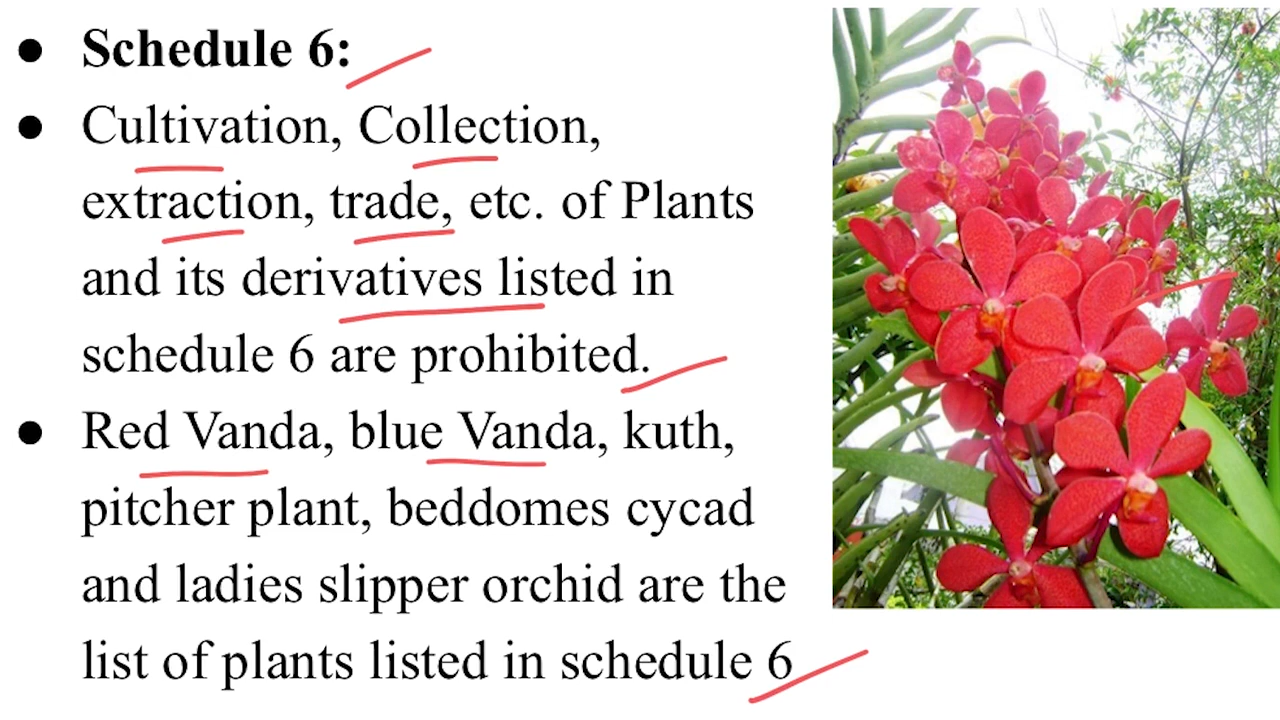 ● Schedule 6:
● Cultivation, Collection,
extraction, trade, etc. of Plants
and its derivatives listed in
schedule 6 are prohibited.
● Red Vanda, blue Vanda, kuth,
pitcher plant, beddomes cycad
and ladies slipper orchid are the
list of plants listed in schedule 6